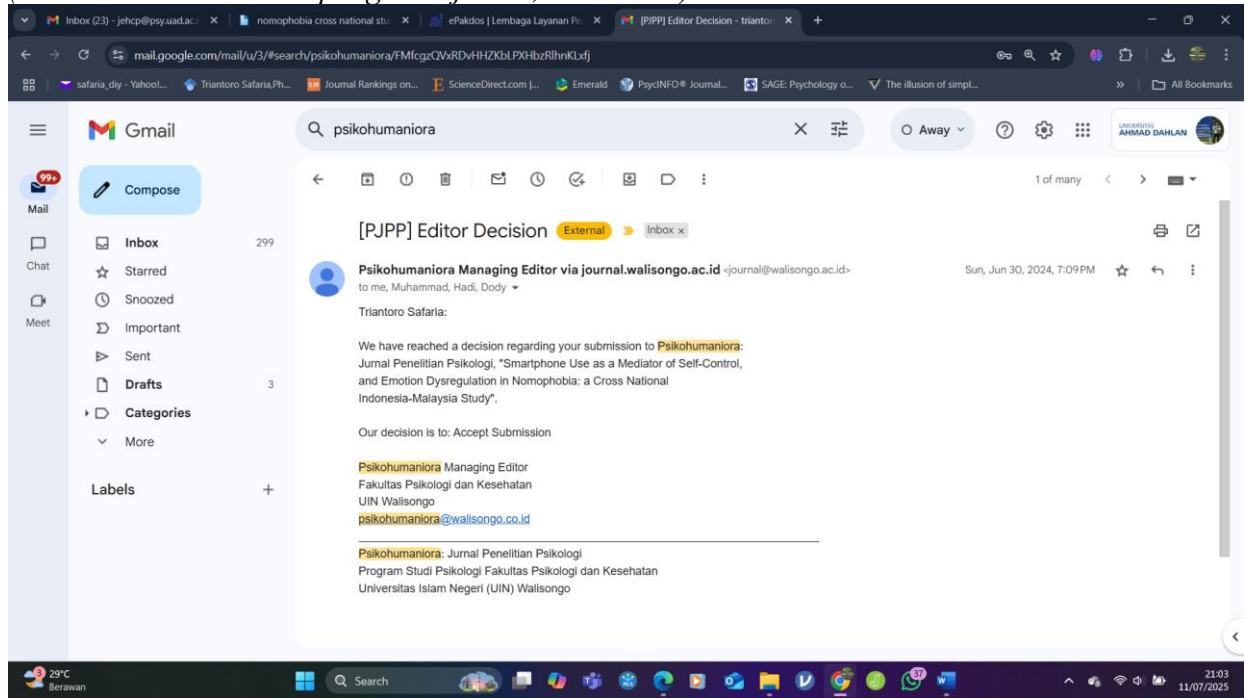 Inbox (23) - jehcp@psy.uad.ac.i
nomophobia cross national stu
ePakdos | Lembaga Layanan Pe
[PJPP] Editor Decision - trianton
mail.google.com/mail/u/3/#search/psikohumaniora/FMfcgzQVxRDvHHZKbLPXHbzRlhnKLxfj
safaria_diy - Yahoo!...
Triantoro Safaria,Ph...
Journal Rankings on...
ScienceDirect.com |...
Emerald
PsycINFO® Journal...
SAGE: Psychology o...
The illusion of simpl...
All Bookmarks
Gmail
psikohumaniora
Away
UNIVERSITAS
AHMAD DAHLAN
99+
Mail
Chat
Meet
Compose
Inbox 299
Starred
Snoozed
Important
Sent
Drafts 3
Categories
More
Labels
1 of many
[PJPP] Editor Decision External Inbox x
Psikohumaniora Managing Editor via journal.walisongo.ac.id <journal@walisongo.ac.id>
Sun, Jun 30, 2024, 7:09 PM
to me, Muhammad, Hadi, Dody
Triantoro Safaria:
We have reached a decision regarding your submission to Psikohumaniora:
Jurnal Penelitian Psikologi, "Smartphone Use as a Mediator of Self-Control,
and Emotion Dysregulation in Nomophobia: a Cross National
Indonesia-Malaysia Study".
Our decision is to: Accept Submission
Psikohumaniora Managing Editor
Fakultas Psikologi dan Kesehatan
UIN Walisongo
psikohumaniora@walisongo.co.id
Psikohumaniora: Jurnal Penelitian Psikologi
Program Studi Psikologi Fakultas Psikologi dan Kesehatan
Universitas Islam Negeri (UIN) Walisongo
3
29°C
Berawan
Search
37
21:03
11/07/2025